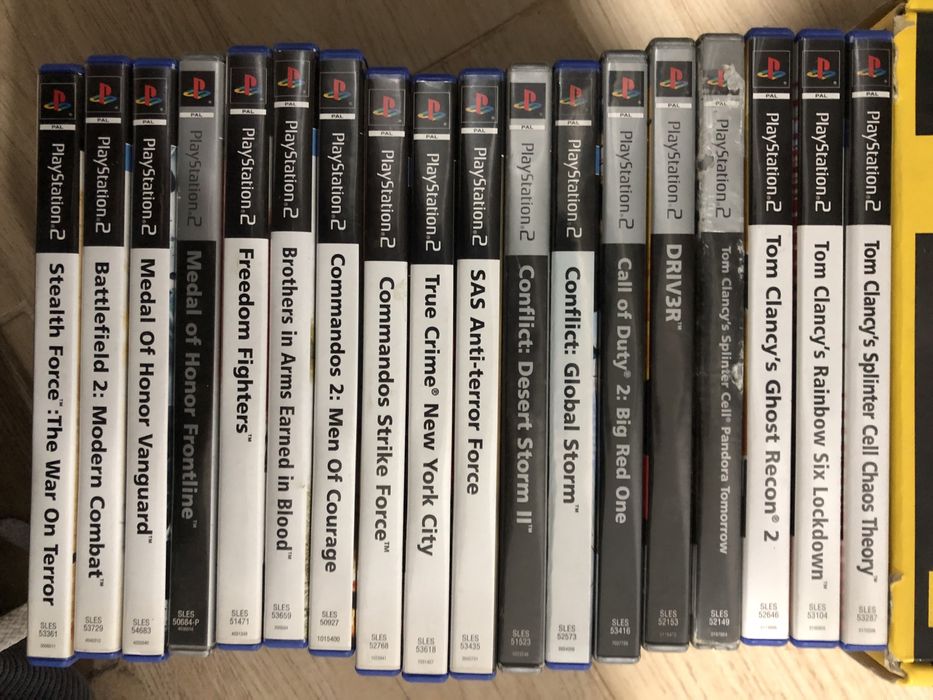 PAL
PlayStation.2
Stealth Force™:The War On Terror
SLES
53361
PAL
PlayStation.2
Battlefield 2: Modern Combat™
SLES
53729
PAL
PlayStation.2
Medal Of Honor Vanguard™
SLES
54683
PlayStation.2
Medal of Honor Frontline™
SLES
50684-P
PAL
PlayStation.2
Freedom Fighters™
SLES
51471
PAL
PlayStation.2
Brothers in Arms Earned in Blood™
SLES
53659
PlayStation.2
Commandos 2: Men Of Courage
SLES
50927
1015400
PAL
PlayStation.2
Commandos Strike Force™
SLES
52768
PAL
PlayStation.2
True Crime® New York City
SLES
53618
PAL
PlayStation.2
SAS Anti-terror Force
SLES
53435
PAL
PlayStation.2
Conflict: Desert Storm II™
SLES
51523
PAL
PlayStation.2
Conflict: Global Storm™
SLES
52573
PAL
PlayStation.2
Call of Duty® 2: Big Red One
SLES
53416
PAL
PlayStation.2
DRIV3R™
SLES
52153
PAL
PlayStation.2
Tom Clancy's Splinter Cell® Pandora Tomorrow
SLES
52149
PAL
PlayStation.2
Tom Clancy's Ghost Recon® 2
SLES
52646
PAL
PlayStation.2
Tom Clancy's Rainbow Six Lockdown™
SLES
53104
PAL
PlayStation.2
Tom Clancy's Splinter Cell Chaos Theory™
SLES
53287